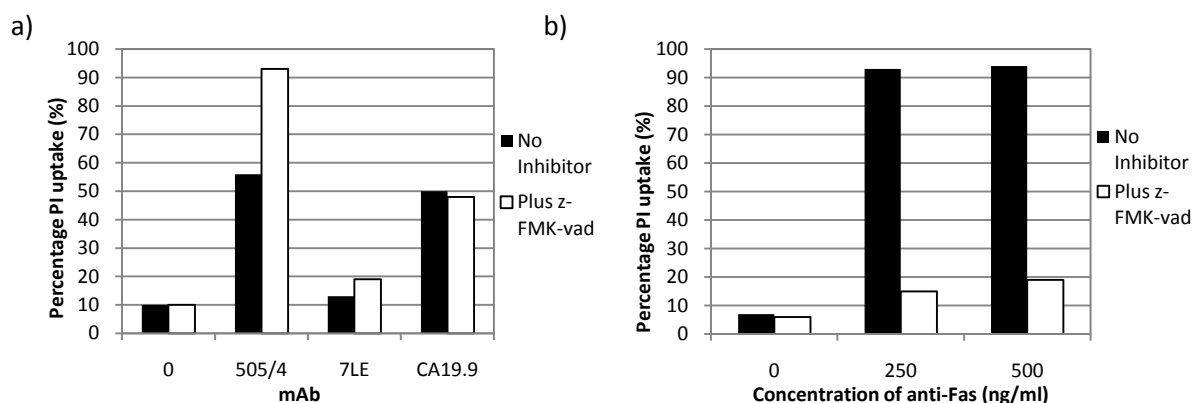 a)
Percentage PI uptake (%)
100
90
80
70
60
50
40
30
20
10
0
0 505/4 7LE CA19.9
mAb
No
Inhibitor
Plus z-
FMK-vad
b)
Percentage PI uptake (%)
100
90
80
70
60
50
40
30
20
10
0
0 250 500
Concentration of anti-Fas (ng/ml)
No
Inhibitor
Plus z-
FMK-vad